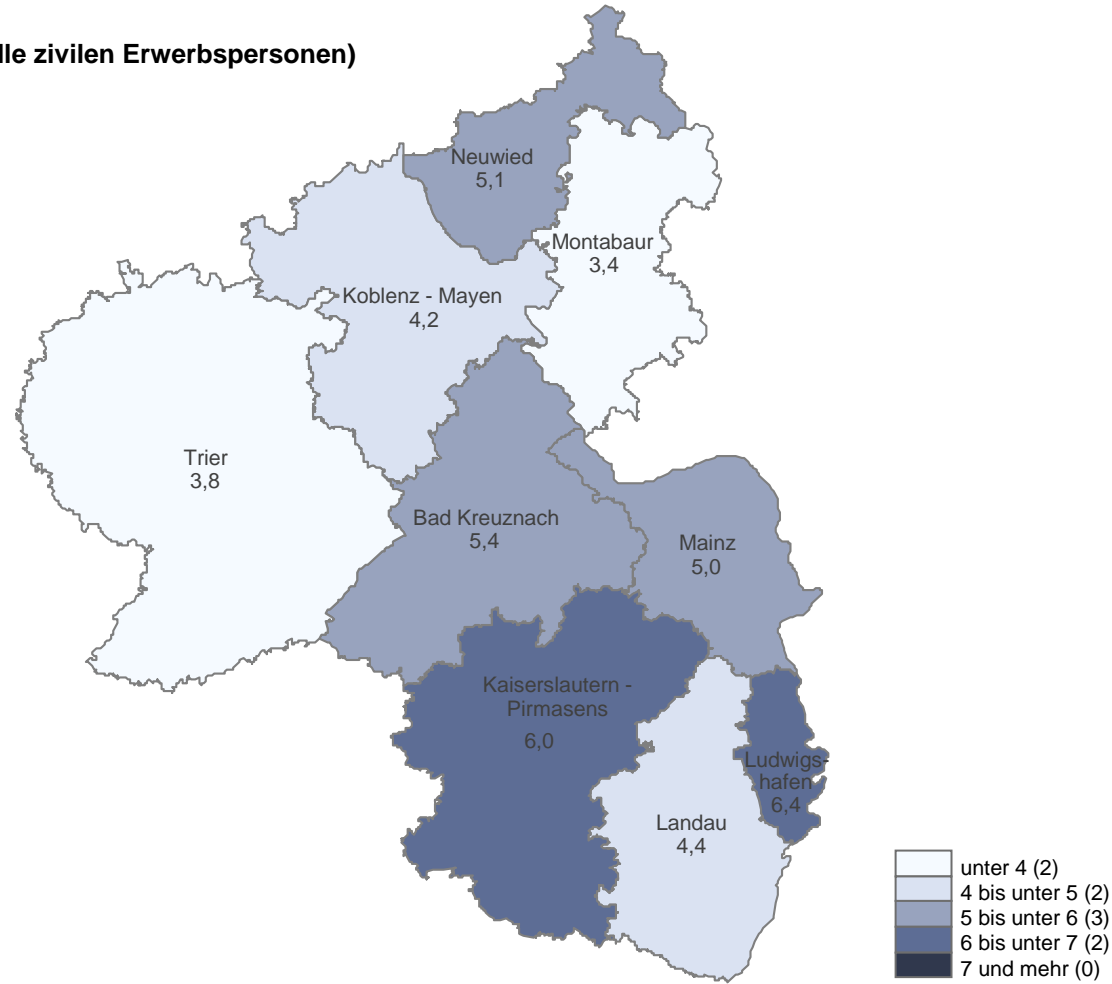 lle zivilen Erwerbspersonen)
Neuwied
5,1
Montabaur
3,4
Koblenz - Mayen
4,2
Trier
3,8
Bad Kreuznach
5,4
Mainz
5,0
Kaiserslautern -
Pirmasens
6,0
Ludwigs-
hafen
6,4
Landau
4,4
unter 4 (2)
4 bis unter 5 (2)
5 bis unter 6 (3)
6 bis unter 7 (2)
7 und mehr (0)